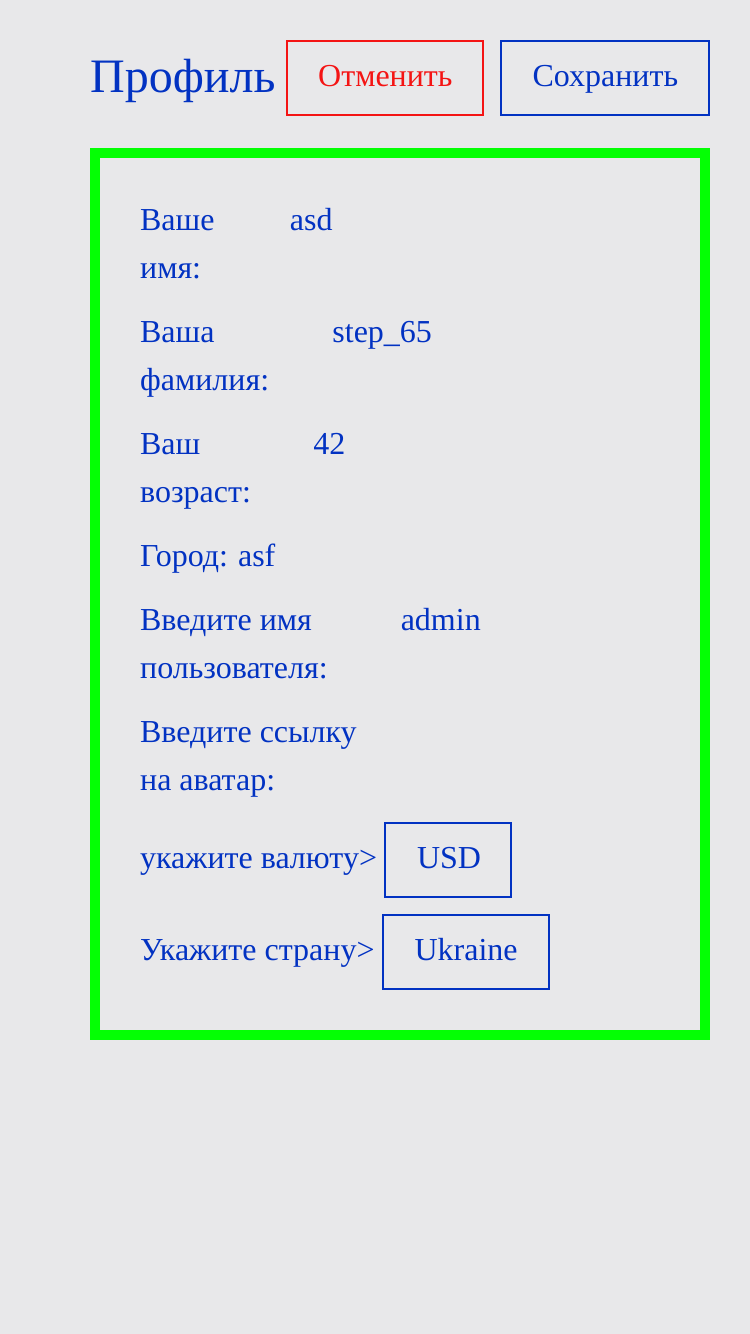 Профиль Отменить Сохранить
Ваше asd
имя:
Ваша step_65
фамилия:
Ваш 42
возраст:
Город: asf
Введите имя admin
пользователя:
Введите ссылку
на аватар:
укажите валюту> USD
Укажите страну> Ukraine